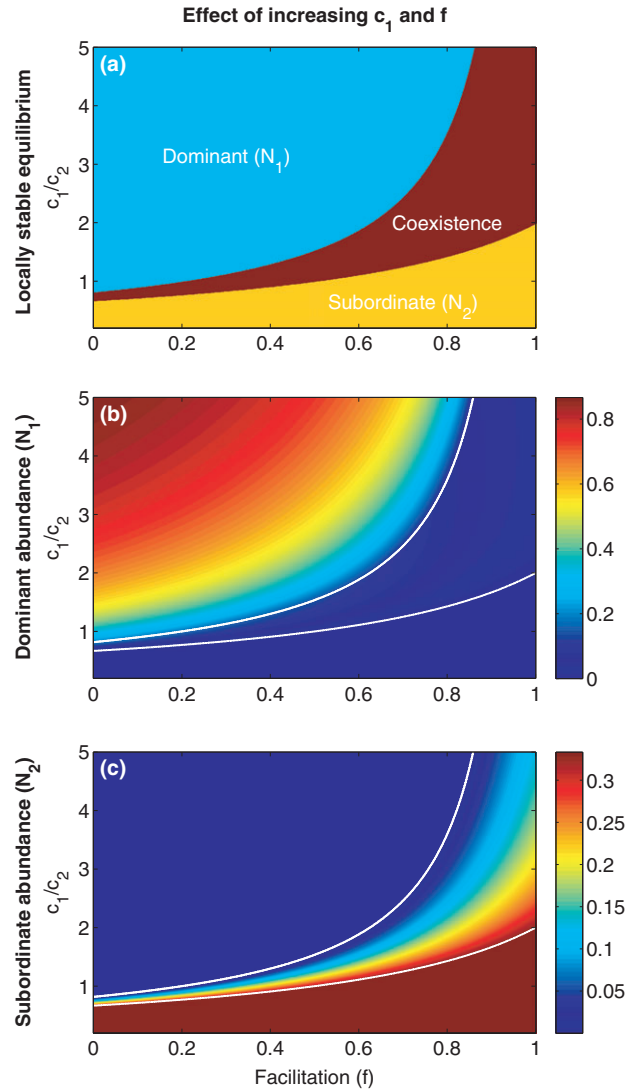 Effect of increasing c₁ and f
Locally stable equilibrium
c₁/c₂
(a)
5
4
3
2
1
Dominant (N₁)
Coexistence
Subordinate (N₂)
0 0.2 0.4 0.6 0.8 1
Dominant abundance (N₁)
c₁/c₂
(b)
5
4
3
2
1
0 0.2 0.4 0.6 0.8 1
0.8
0.6
0.4
0.2
0
Subordinate abundance (N₂)
c₁/c₂
(c)
5
4
3
2
1
0 0.2 0.4 0.6 0.8 1
0.3
0.25
0.2
0.15
0.1
0.05
Facilitation (f)